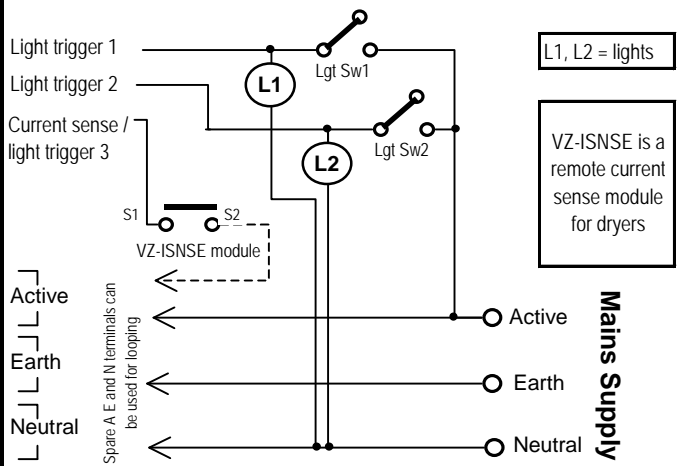 Light trigger 1
Lgt Sw1
L1, L2 = lights
Light trigger 2
L1
Current sense /
light trigger 3
Lgt Sw2
L2
VZ-ISNSE is a
remote current
sense module
for dryers
S1
S2
VZ-ISNSE module
Active
Earth
Neutral
Spare A E and N terminals can
be used for looping
Active
Earth
Neutral
Mains Supply